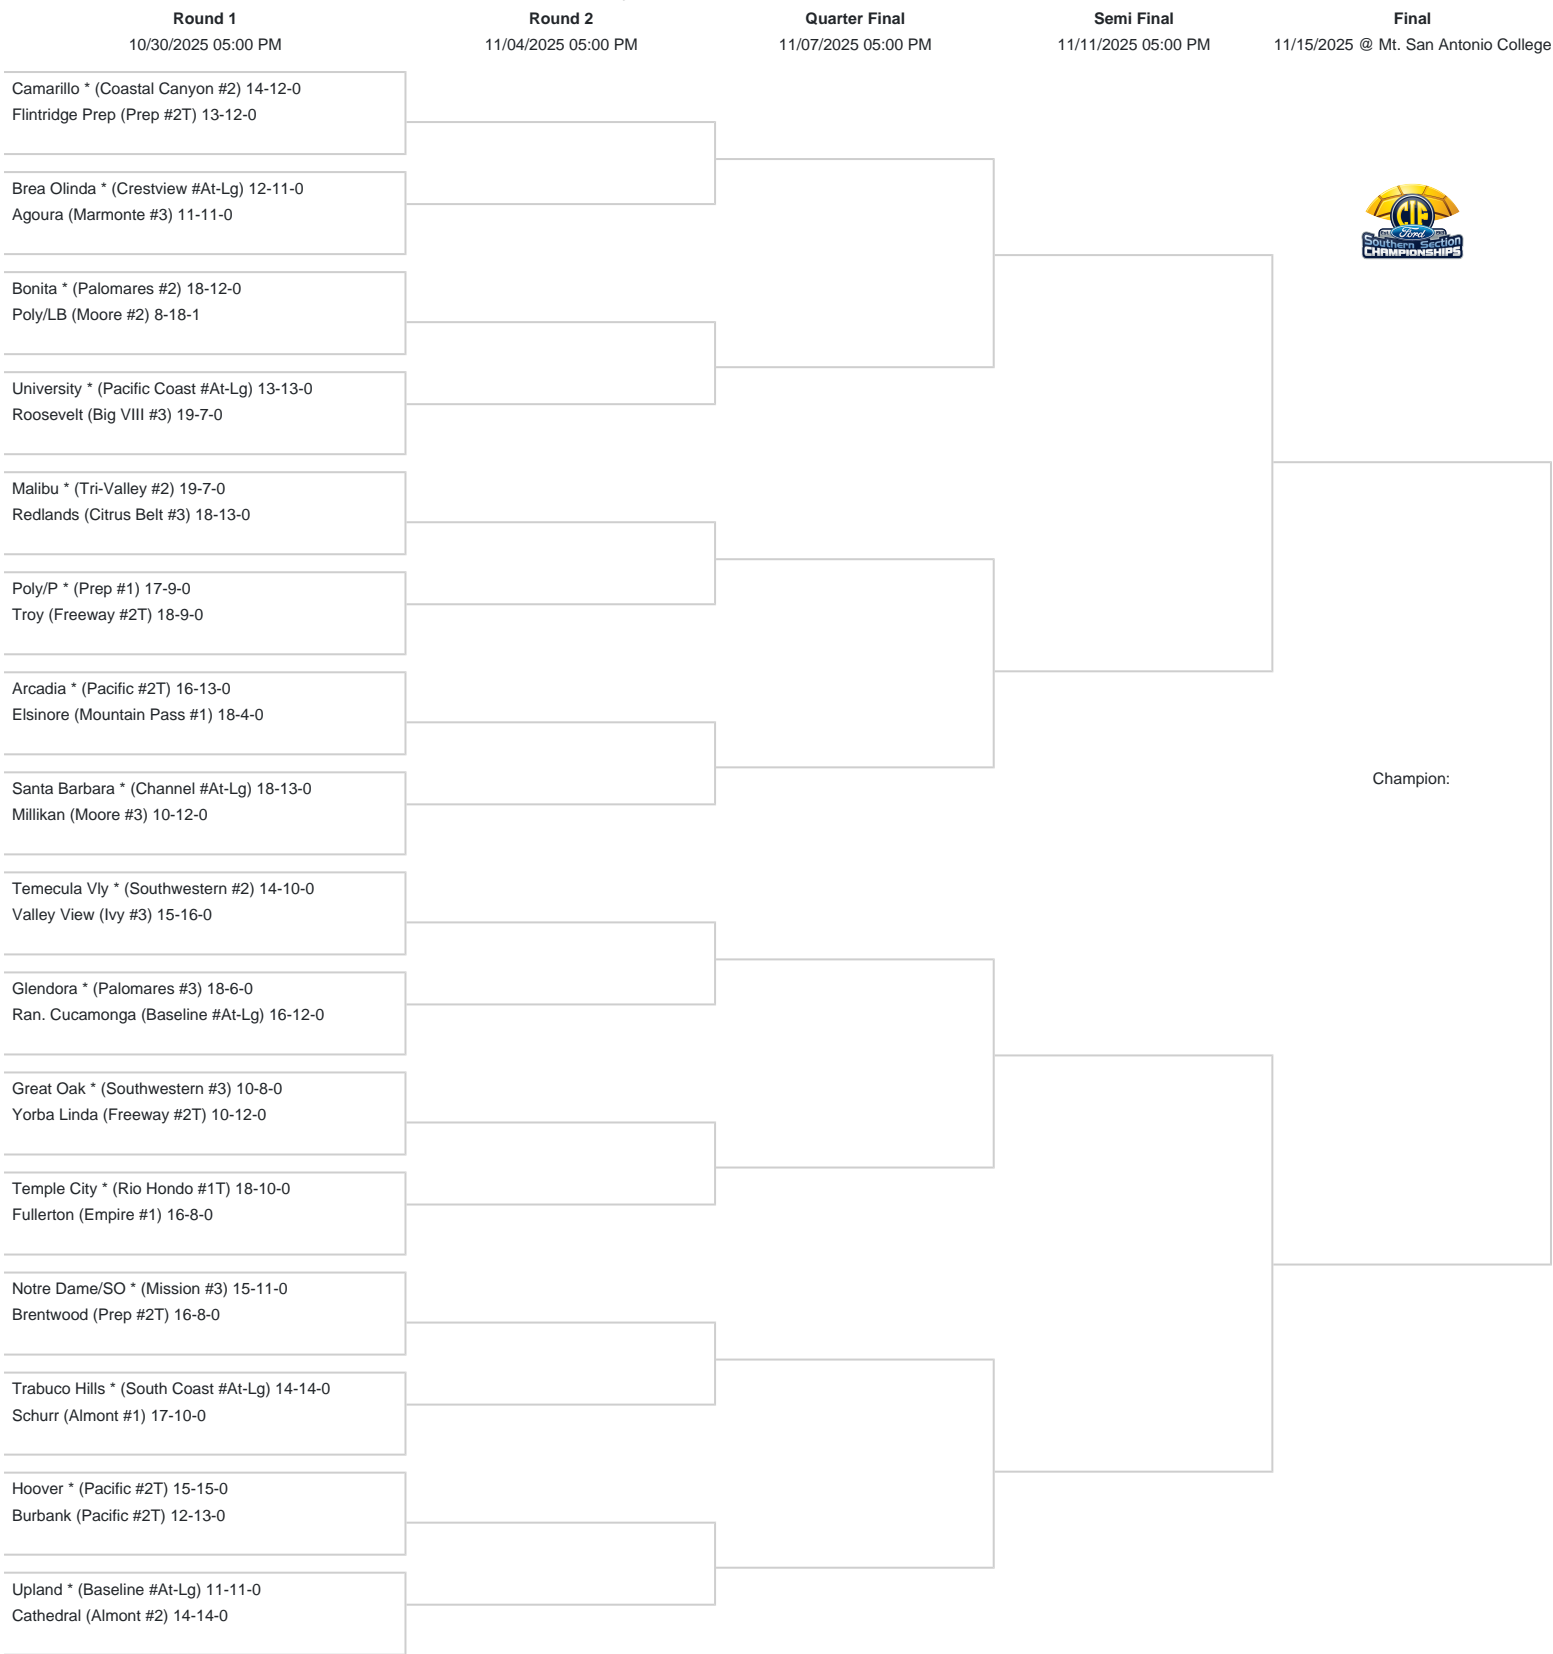 Round 1
10/30/2025 05:00 PM
Round 2
11/04/2025 05:00 PM
Quarter Final
11/07/2025 05:00 PM
Semi Final
11/11/2025 05:00 PM
Final
11/15/2025 @ Mt. San Antonio College
Camarillo * (Coastal Canyon #2) 14-12-0
Flintridge Prep (Prep #2T) 13-12-0
Brea Olinda * (Crestview #At-Lg) 12-11-0
Agoura (Marmonte #3) 11-11-0
Bonita * (Palomares #2) 18-12-0
Poly/LB (Moore #2) 8-18-1
University * (Pacific Coast #At-Lg) 13-13-0
Roosevelt (Big VIII #3) 19-7-0
Malibu * (Tri-Valley #2) 19-7-0
Redlands (Citrus Belt #3) 18-13-0
Poly/P * (Prep #1) 17-9-0
Troy (Freeway #2T) 18-9-0
Arcadia * (Pacific #2T) 16-13-0
Elsinore (Mountain Pass #1) 18-4-0
Santa Barbara * (Channel #At-Lg) 18-13-0
Millikan (Moore #3) 10-12-0
Temecula Vly * (Southwestern #2) 14-10-0
Valley View (Ivy #3) 15-16-0
Glendora * (Palomares #3) 18-6-0
Ran. Cucamonga (Baseline #At-Lg) 16-12-0
Great Oak * (Southwestern #3) 10-8-0
Yorba Linda (Freeway #2T) 10-12-0
Temple City * (Rio Hondo #1T) 18-10-0
Fullerton (Empire #1) 16-8-0
Notre Dame/SO * (Mission #3) 15-11-0
Brentwood (Prep #2T) 16-8-0
Trabuco Hills * (South Coast #At-Lg) 14-14-0
Schurr (Almont #1) 17-10-0
Hoover * (Pacific #2T) 15-15-0
Burbank (Pacific #2T) 12-13-0
Upland * (Baseline #At-Lg) 11-11-0
Cathedral (Almont #2) 14-14-0
CIF
Ford
Southern Section
CHAMPIONSHIPS
Champion: